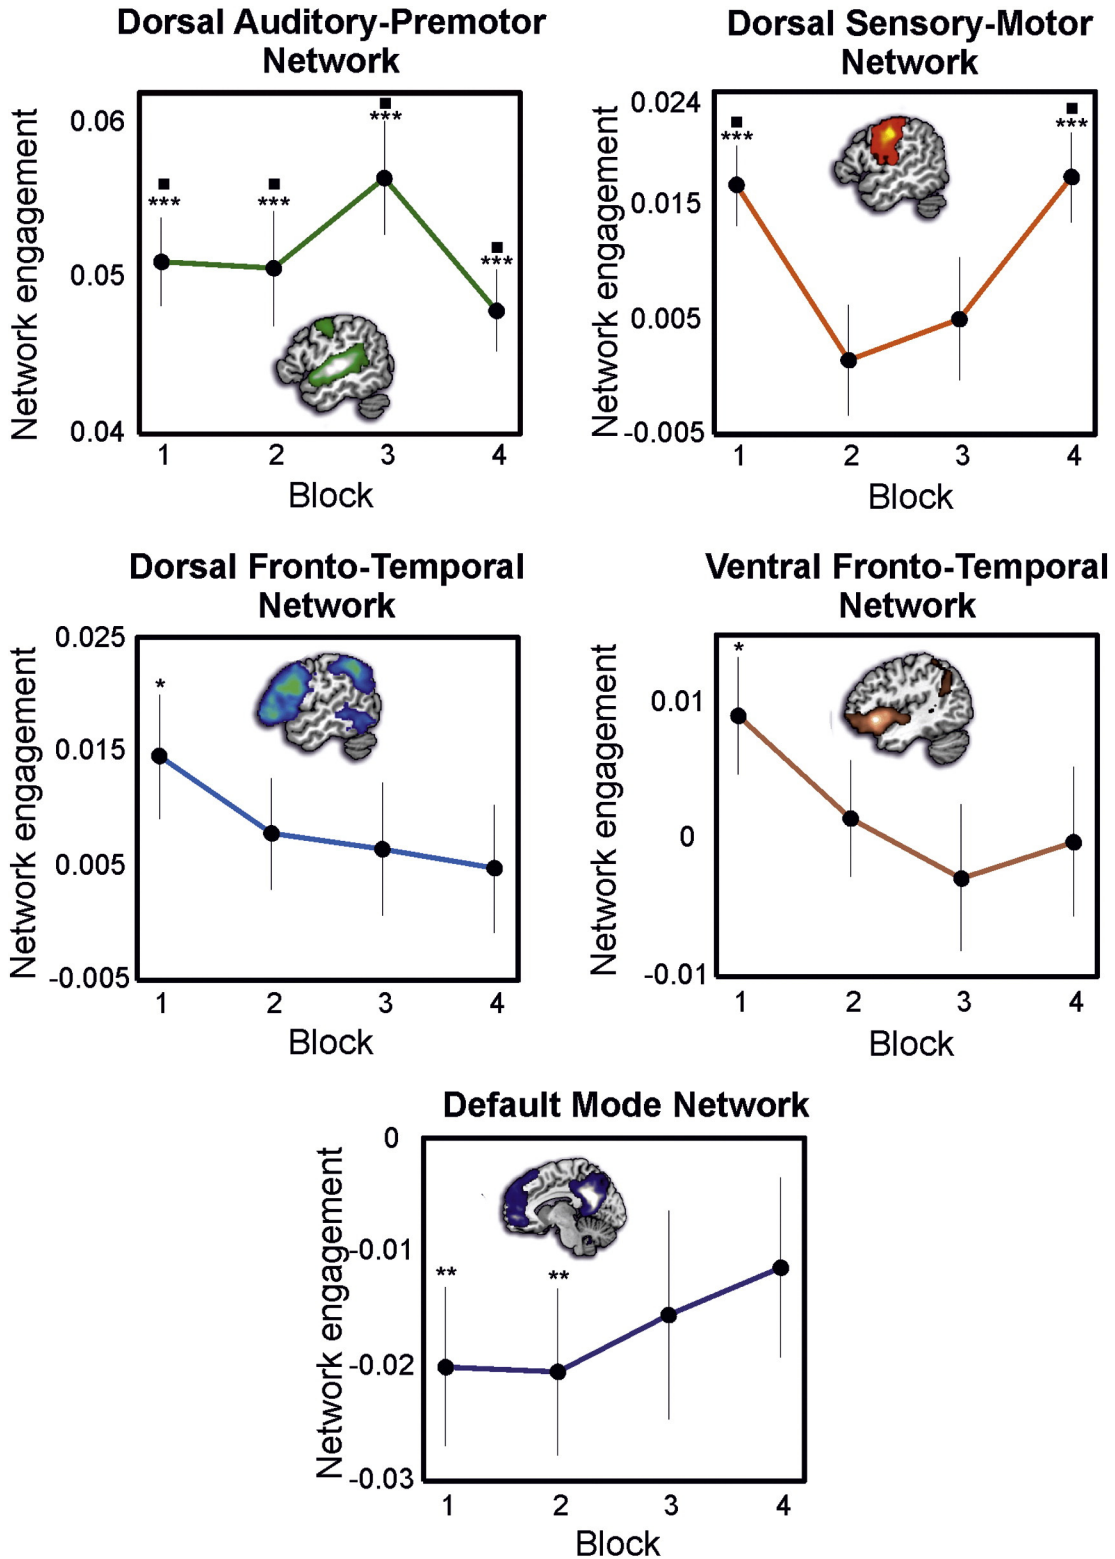 Dorsal Auditory-Premotor
Network
Network engagement
0.06
0.05
0.04
■
***
■
***
■
***
■
***
1 2 3 4
Block
Dorsal Sensory-Motor
Network
Network engagement
0.024
0.015
0.005
-0.005
■
***
■
***
1 2 3 4
Block
Dorsal Fronto-Temporal
Network
Network engagement
0.025
0.015
0.005
-0.005
*
1 2 3 4
Block
Ventral Fronto-Temporal
Network
Network engagement
0.01
0
-0.01
*
1 2 3 4
Block
Default Mode Network
Network engagement
0
-0.01
-0.02
-0.03
**
**
1 2 3 4
Block